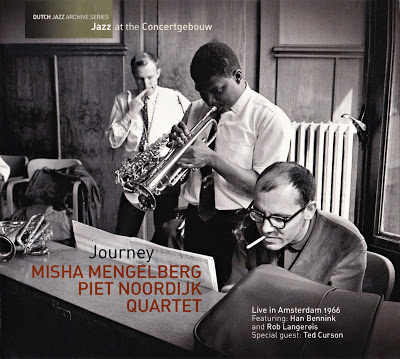 DUTCH JAZZ ARCHIVE SERIES
Jazz at the Concertgebouw
Journey
MISHA MENGELBERG
PIET NOORDIJK
QUARTET
Live in Amsterdam 1966
Featuring: Han Bennink
and Rob Langereis
Special guest: Ted Curson